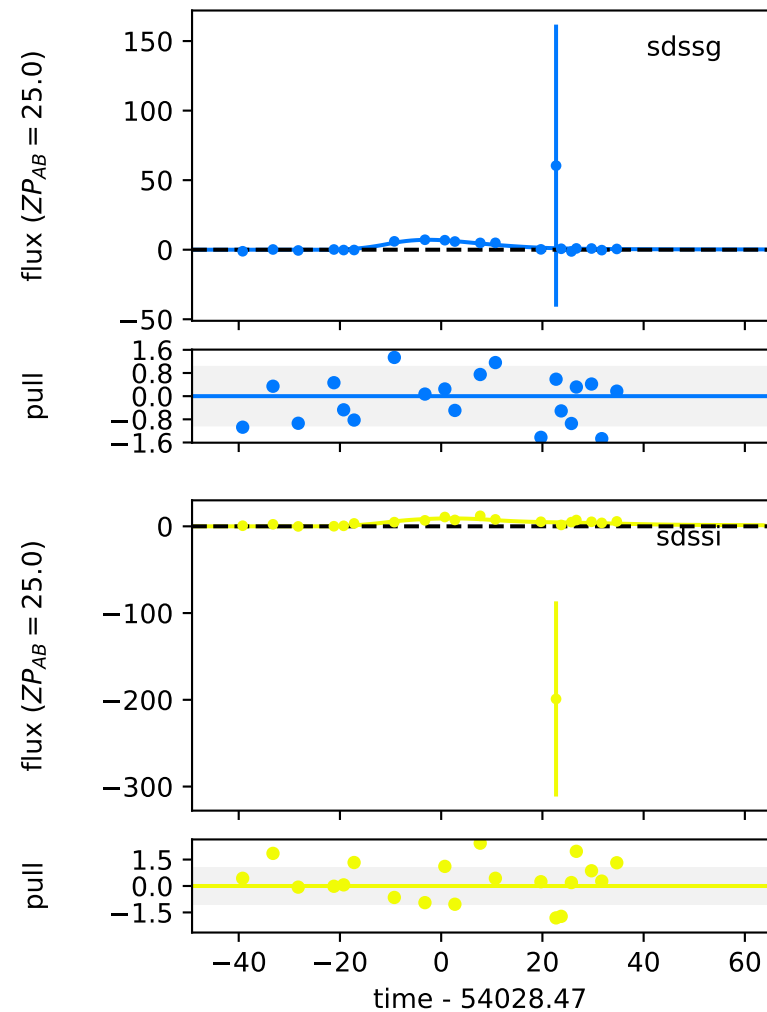 sdssg
flux (ZP_AB = 25.0)
150
100
50
0
−50
pull
1.6
0.8
0.0
−0.8
−1.6
sdssi
flux (ZP_AB = 25.0)
0
−100
−200
−300
pull
1.5
0.0
−1.5
−40 −20 0 20 40 60
time - 54028.47